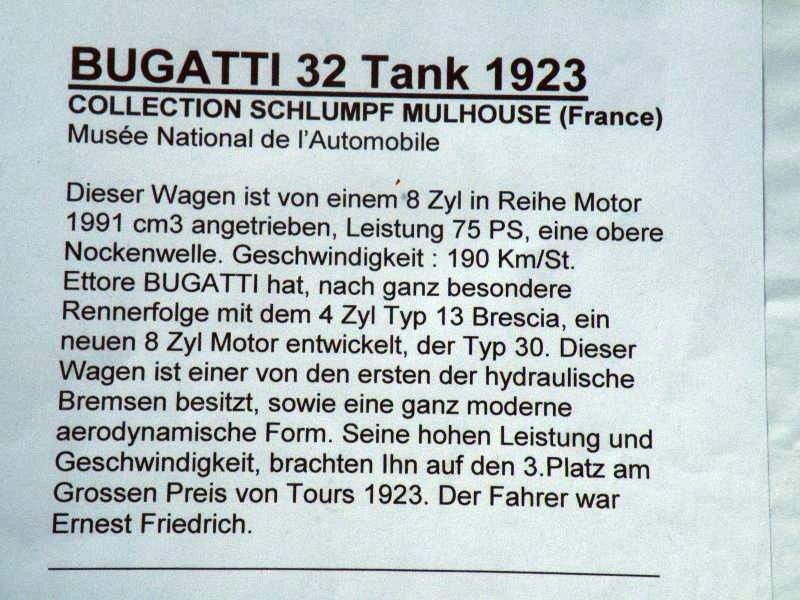 BUGATTI 32 Tank 1923
COLLECTION SCHLUMPF MULHOUSE (France)
Musée National de l'Automobile
Dieser Wagen ist von einem 8 Zyl in Reihe Motor
1991 cm3 angetrieben, Leistung 75 PS, eine obere
Nockenwelle. Geschwindigkeit : 190 Km/St.
Ettore BUGATTI hat, nach ganz besondere
Rennerfolge mit dem 4 Zyl Typ 13 Brescia, ein
neuen 8 Zyl Motor entwickelt, der Typ 30. Dieser
Wagen ist einer von den ersten der hydraulische
Bremsen besitzt, sowie eine ganz moderne
aerodynamische Form. Seine hohen Leistung und
Geschwindigkeit, brachten Ihn auf den 3.Platz am
Grossen Preis von Tours 1923. Der Fahrer war
Ernest Friedrich.